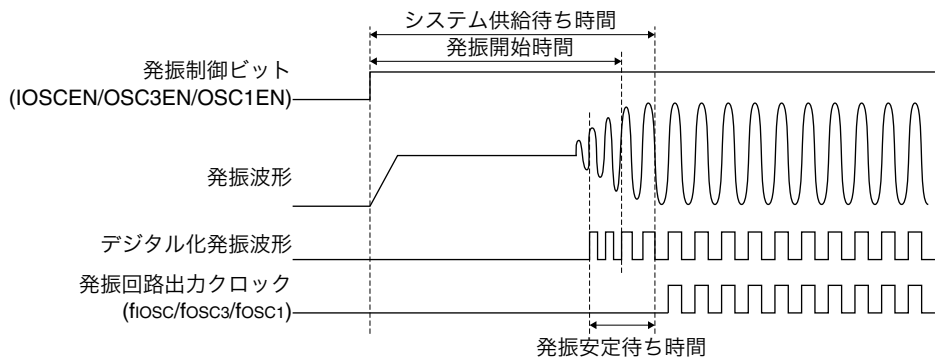 システム供給待ち時間
発振開始時間
発振制御ビット
(IOSCEN/OSC3EN/OSC1EN)
発振波形
デジタル化発振波形
発振回路出力クロック
(fIOSC/fOSC3/fOSC1)
発振安定待ち時間